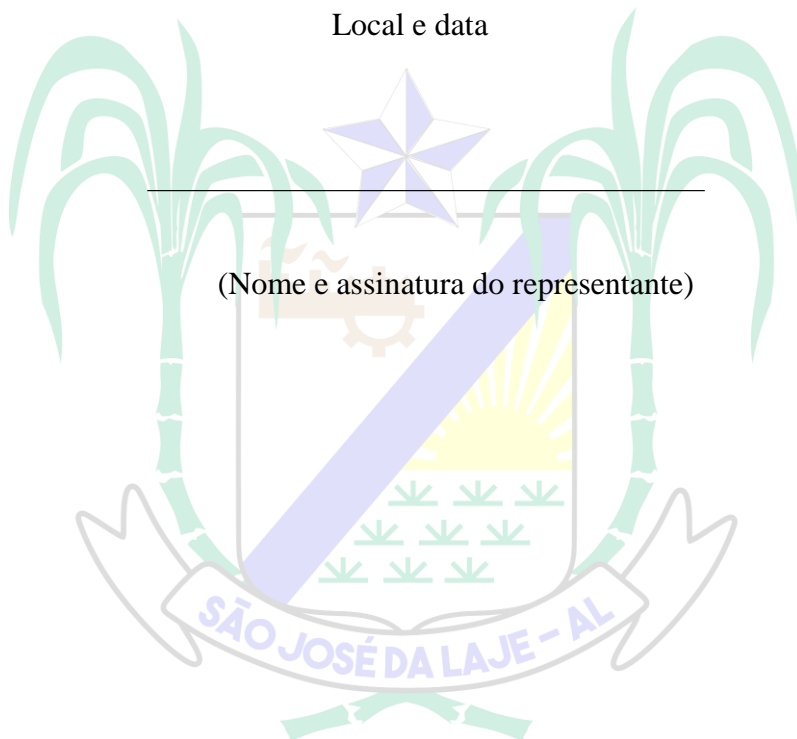 Local e data
(Nome e assinatura do representante)
SÃO JOSÉ DA LAJE - AL